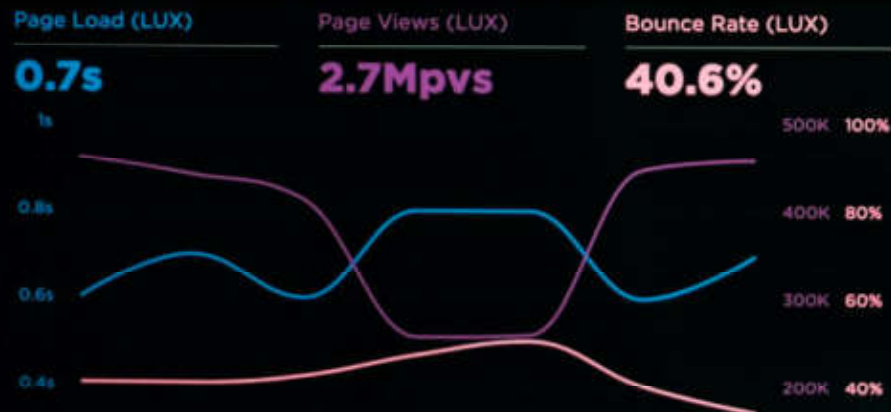 Page Load (LUX)
0.7s
Page Views (LUX)
2.7Mpvs
Bounce Rate (LUX)
40.6%
1s
0.8s
0.6s
0.4s
500K 100%
400K 80%
300K 60%
200K 40%